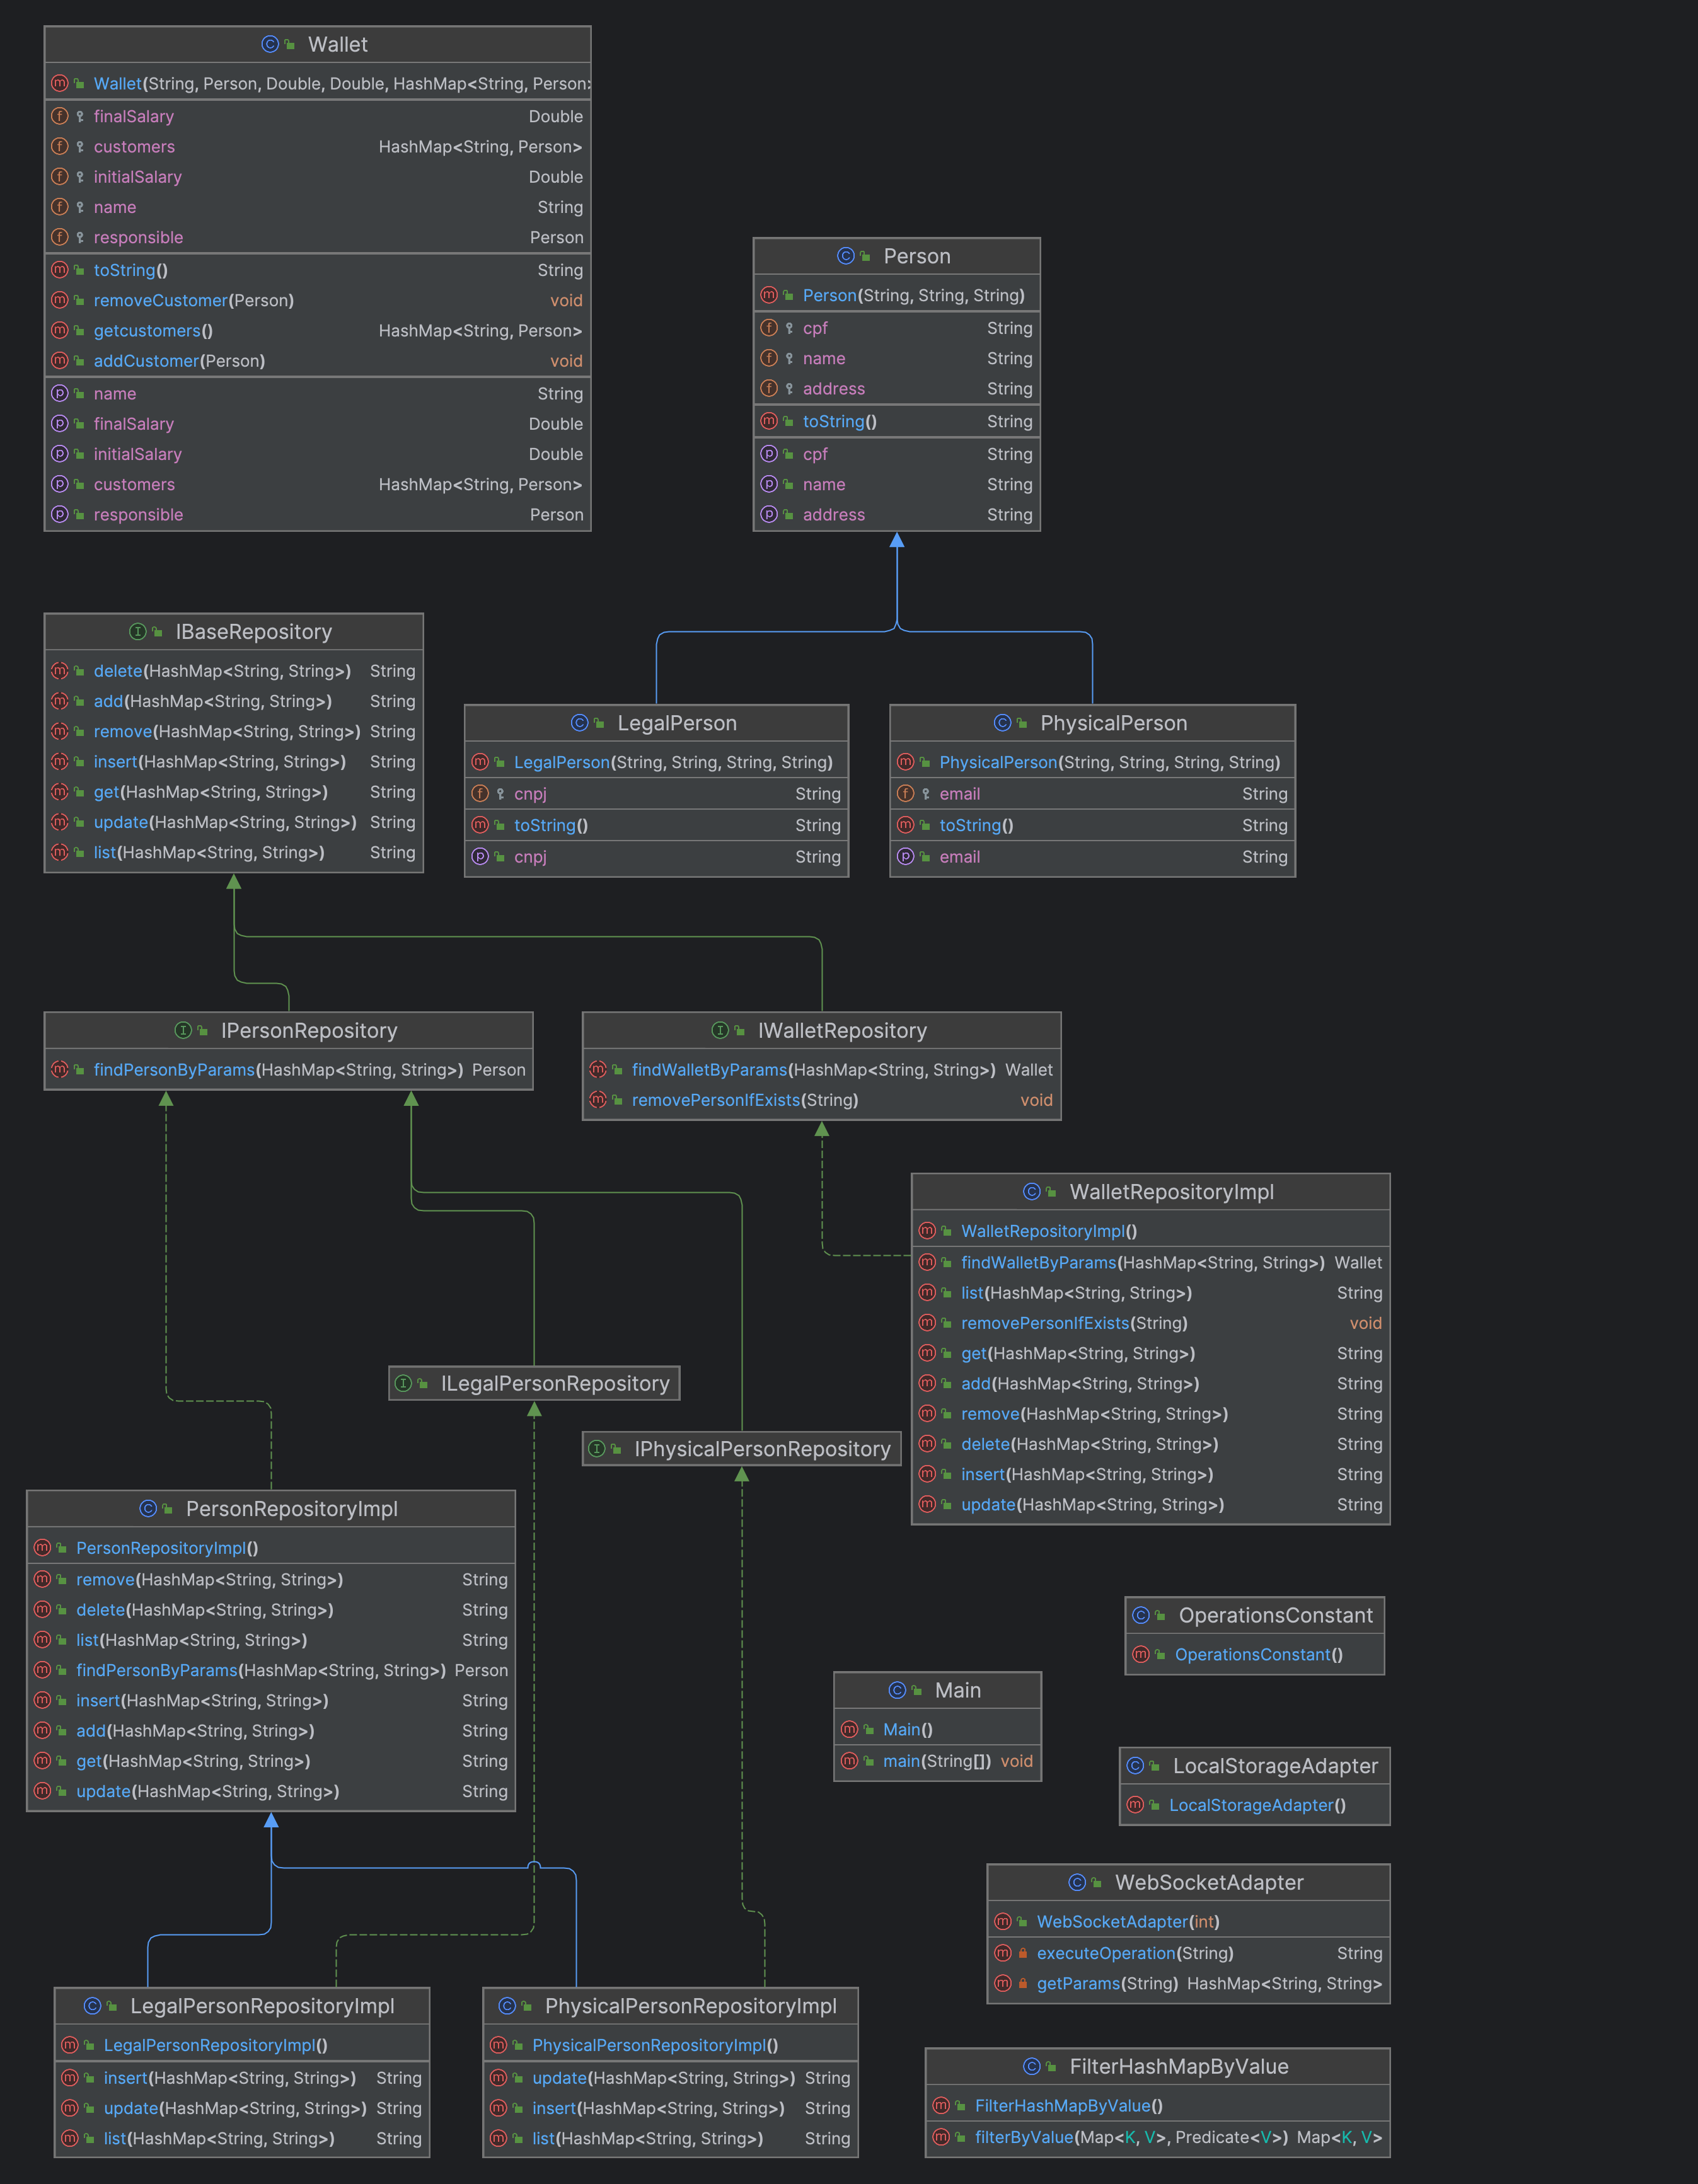 Wallet
Wallet(String, Person, Double, Double, HashMap<String, Person>
finalSalary Double
customers HashMap<String, Person>
initialSalary Double
name String
responsible Person
toString() String
removeCustomer(Person) void
getcustomers() HashMap<String, Person>
addCustomer(Person) void
name String
finalSalary Double
initialSalary Double
customers HashMap<String, Person>
responsible Person
Person
Person(String, String, String)
cpf String
name String
address String
toString() String
cpf String
name String
address String
IBaseRepository
delete(HashMap<String, String>) String
add(HashMap<String, String>) String
remove(HashMap<String, String>) String
insert(HashMap<String, String>) String
get(HashMap<String, String>) String
update(HashMap<String, String>) String
list(HashMap<String, String>) String
LegalPerson
LegalPerson(String, String, String, String)
cnpj String
toString() String
cnpj String
PhysicalPerson
PhysicalPerson(String, String, String, String)
email String
toString() String
email String
IPersonRepository
findPersonByParams(HashMap<String, String>) Person
IWalletRepository
findWalletByParams(HashMap<String, String>) Wallet
removePersonIfExists(String) void
WalletRepositoryImpl
WalletRepositoryImpl()
findWalletByParams(HashMap<String, String>) Wallet
list(HashMap<String, String>) String
removePersonIfExists(String) void
get(HashMap<String, String>) String
add(HashMap<String, String>) String
remove(HashMap<String, String>) String
delete(HashMap<String, String>) String
insert(HashMap<String, String>) String
update(HashMap<String, String>) String
ILegalPersonRepository
IPhysicalPersonRepository
PersonRepositoryImpl
PersonRepositoryImpl()
remove(HashMap<String, String>) String
delete(HashMap<String, String>) String
list(HashMap<String, String>) String
findPersonByParams(HashMap<String, String>) Person
insert(HashMap<String, String>) String
add(HashMap<String, String>) String
get(HashMap<String, String>) String
update(HashMap<String, String>) String
OperationsConstant
OperationsConstant()
Main
Main()
main(String[]) void
LocalStorageAdapter
LocalStorageAdapter()
WebSocketAdapter
WebSocketAdapter(int)
executeOperation(String) String
getParams(String) HashMap<String, String>
LegalPersonRepositoryImpl
LegalPersonRepositoryImpl()
insert(HashMap<String, String>) String
update(HashMap<String, String>) String
list(HashMap<String, String>) String
PhysicalPersonRepositoryImpl
PhysicalPersonRepositoryImpl()
update(HashMap<String, String>) String
insert(HashMap<String, String>) String
list(HashMap<String, String>) String
FilterHashMapByValue
FilterHashMapByValue()
filterByValue(Map<K, V>, Predicate<V>) Map<K, V>